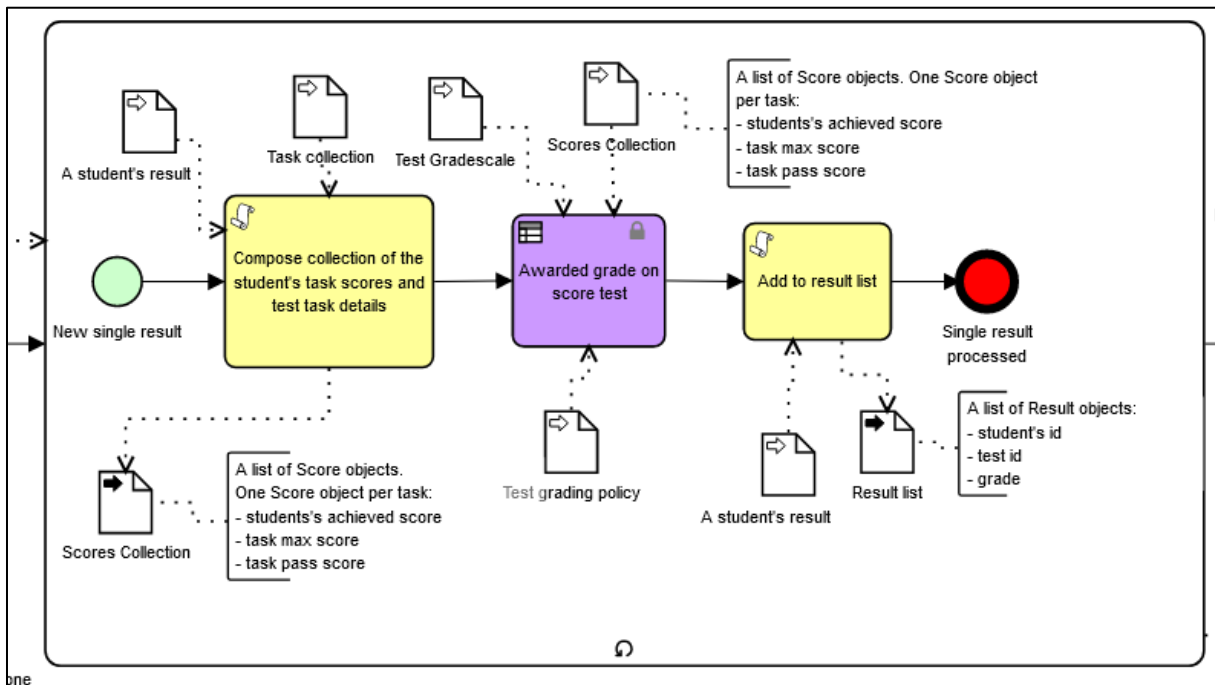 A student's result
Task collection
Test Gradescale
Scores Collection
A list of Score objects. One Score object
per task:
- students's achieved score
- task max score
- task pass score
New single result
Compose collection of the
student's task scores and
test task details
Awarded grade on
score test
Add to result list
Single result
processed
Scores Collection
A list of Score objects.
One Score object per task:
- students's achieved score
- task max score
- task pass score
Test grading policy
A student's result
Result list
A list of Result objects:
- student's id
- test id
- grade